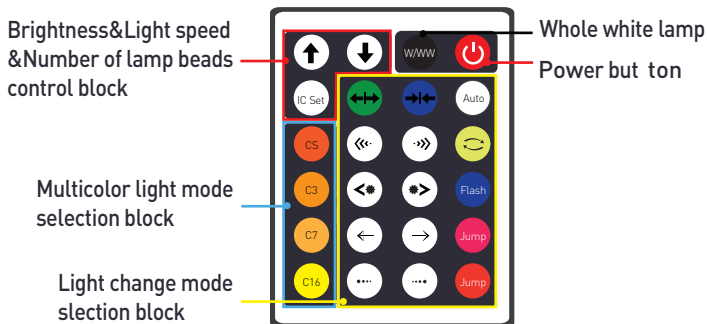 Brightness&Light speed
&Number of lamp beads
control block
Whole white lamp
Power but ton
W/WW
IC Set
Auto
CS
C3
Flash
Multicolor light mode
selection block
C7
Jump
C16
Jump
Light change mode
slection block